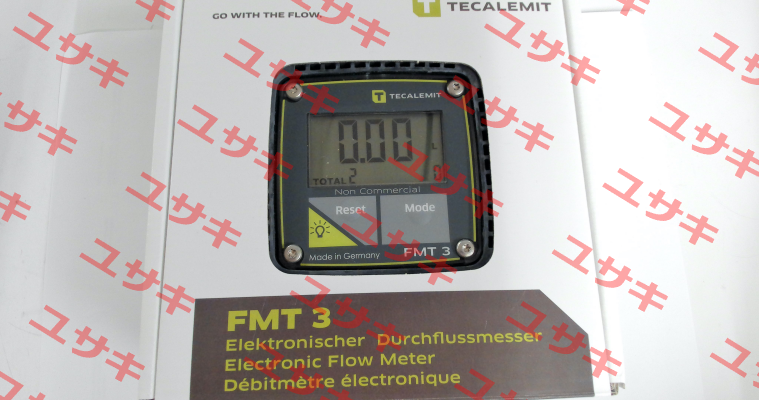 GO WITH THE FLOW.
TECALEMIT
TECALEMIT
0.00 L
TOTAL 2
Non Commercial
Reset Mode
Made in Germany FMT 3
FMT 3
Elektronischer Durchflussmesser
Electronic Flow Meter
Débitmètre électronique
ユサキ